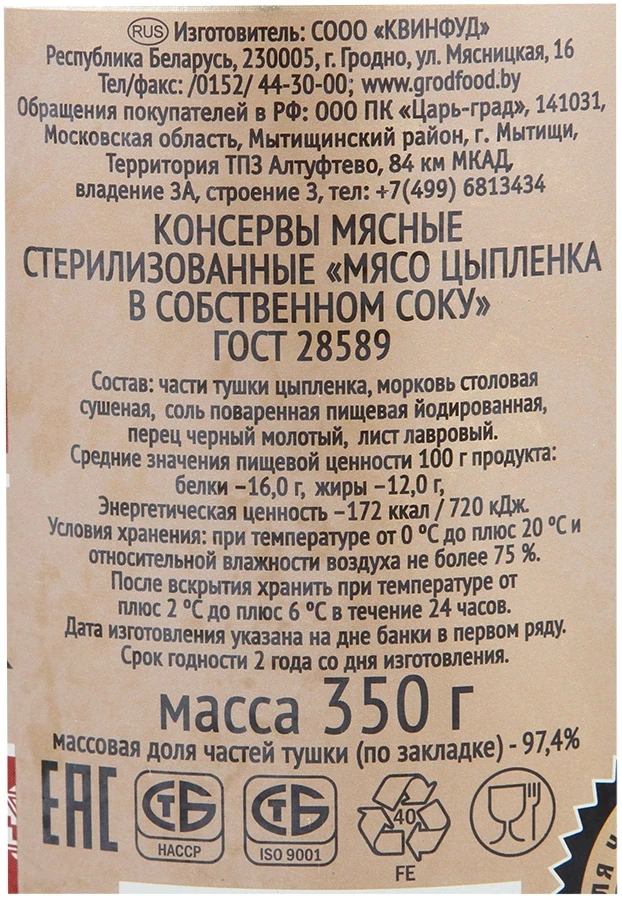 RUS Изготовитель: СООО «КВИНФУД»
Республика Беларусь, 230005, г. Гродно, ул. Мясницкая, 16
Тел/факс: /0152/ 44-30-00; www.grodfood.by
Обращения покупателей в РФ: ООО ПК «Царь-град», 141031,
Московская область, Мытищинский район, г. Мытищи,
Территория ТПЗ Алтуфтево, 84 км МКАД,
владение 3А, строение 3, тел: +7(499) 6813434
КОНСЕРВЫ МЯСНЫЕ
СТЕРИЛИЗОВАННЫЕ «МЯСО ЦЫПЛЕНКА
В СОБСТВЕННОМ СОКУ»
ГОСТ 28589
Состав: части тушки цыпленка, морковь столовая
сушеная, соль поваренная пищевая йодированная,
перец черный молотый, лист лавровый.
Средние значения пищевой ценности 100 г продукта:
белки –16,0 г, жиры –12,0 г,
Энергетическая ценность –172 ккал / 720 кДж.
Условия хранения: при температуре от 0 °С до плюс 20 °С и
относительной влажности воздуха не более 75 %.
После вскрытия хранить при температуре от
плюс 2 °С до плюс 6 °С в течение 24 часов.
Дата изготовления указана на дне банки в первом ряду.
Срок годности 2 года со дня изготовления.
масса 350 г
массовая доля частей тушки (по закладке) - 97,4%
ЕАС
СТБ
НАССР
СТБ
ISO 9001
40
FE